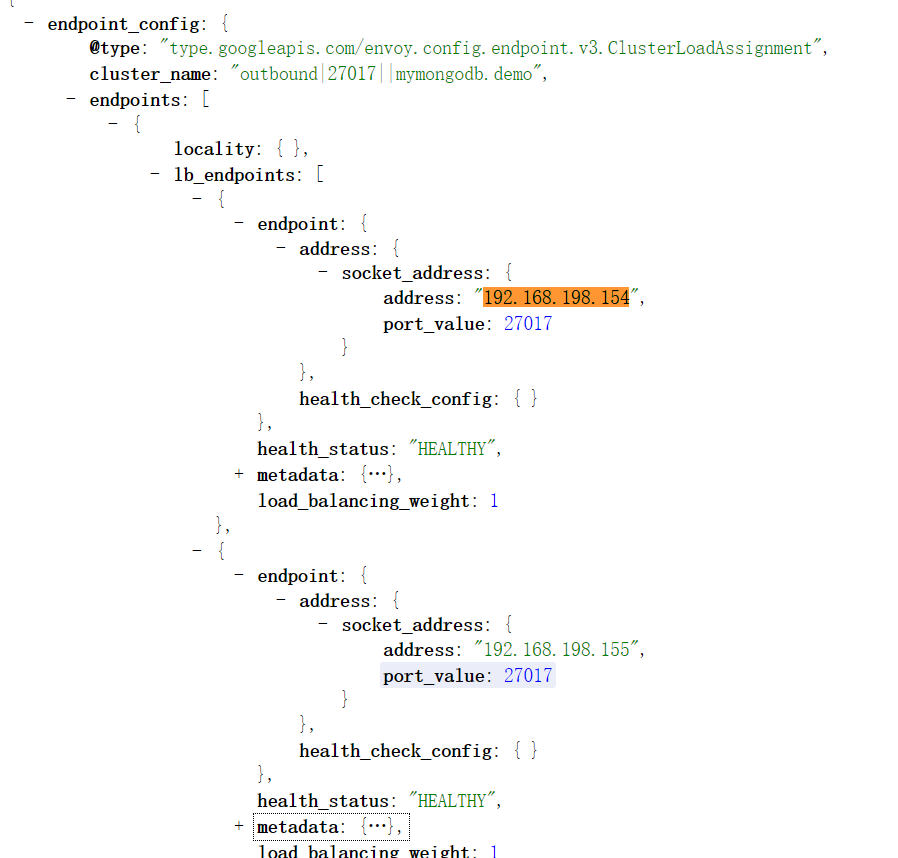 {
- endpoint_config: {
@type: "type.googleapis.com/envoy.config.endpoint.v3.ClusterLoadAssignment",
cluster_name: "outbound|27017||mymongodb.demo",
- endpoints: [
- {
locality: { },
- lb_endpoints: [
- {
- endpoint: {
- address: {
- socket_address: {
address: "192.168.198.154",
port_value: 27017
}
},
health_check_config: { }
},
health_status: "HEALTHY",
+ metadata: {…},
load_balancing_weight: 1
},
- {
- endpoint: {
- address: {
- socket_address: {
address: "192.168.198.155",
port_value: 27017
}
},
health_check_config: { }
},
health_status: "HEALTHY",
+ metadata: {…},
load_balancing_weight: 1